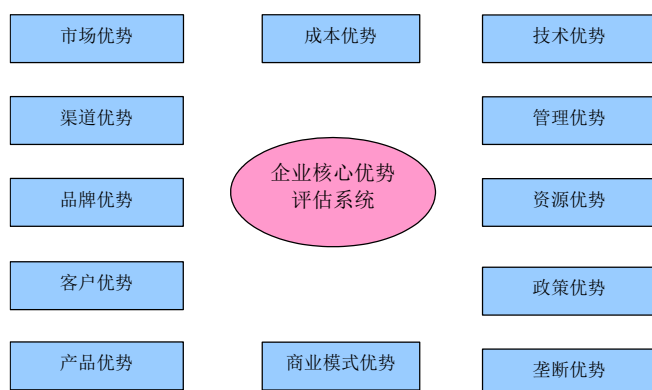 市场优势
成本优势
技术优势
渠道优势
管理优势
企业核心优势
评估系统
品牌优势
资源优势
客户优势
政策优势
产品优势
商业模式优势
垄断优势